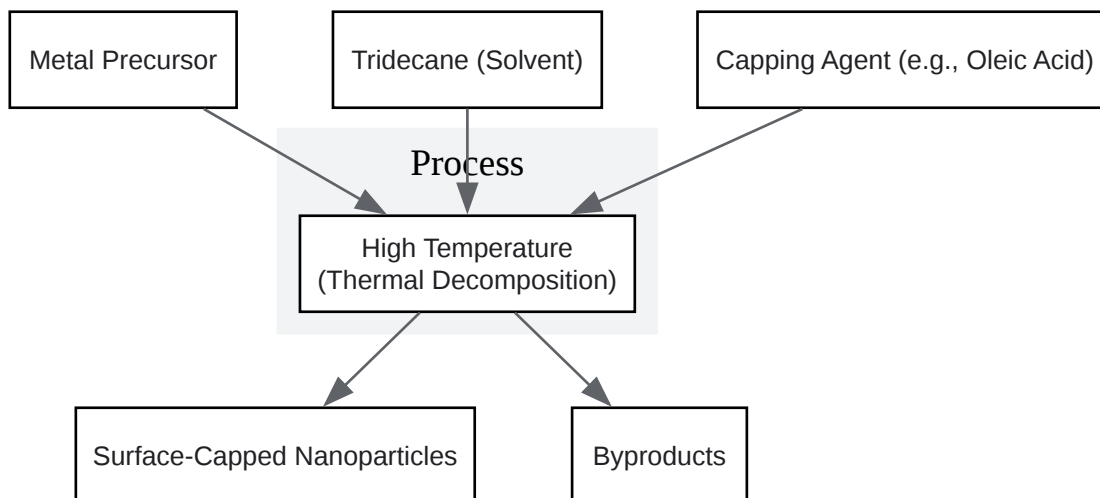 Metal Precursor
Tridecane (Solvent)
Capping Agent (e.g., Oleic Acid)
Process
High Temperature
(Thermal Decomposition)
Surface-Capped Nanoparticles
Byproducts